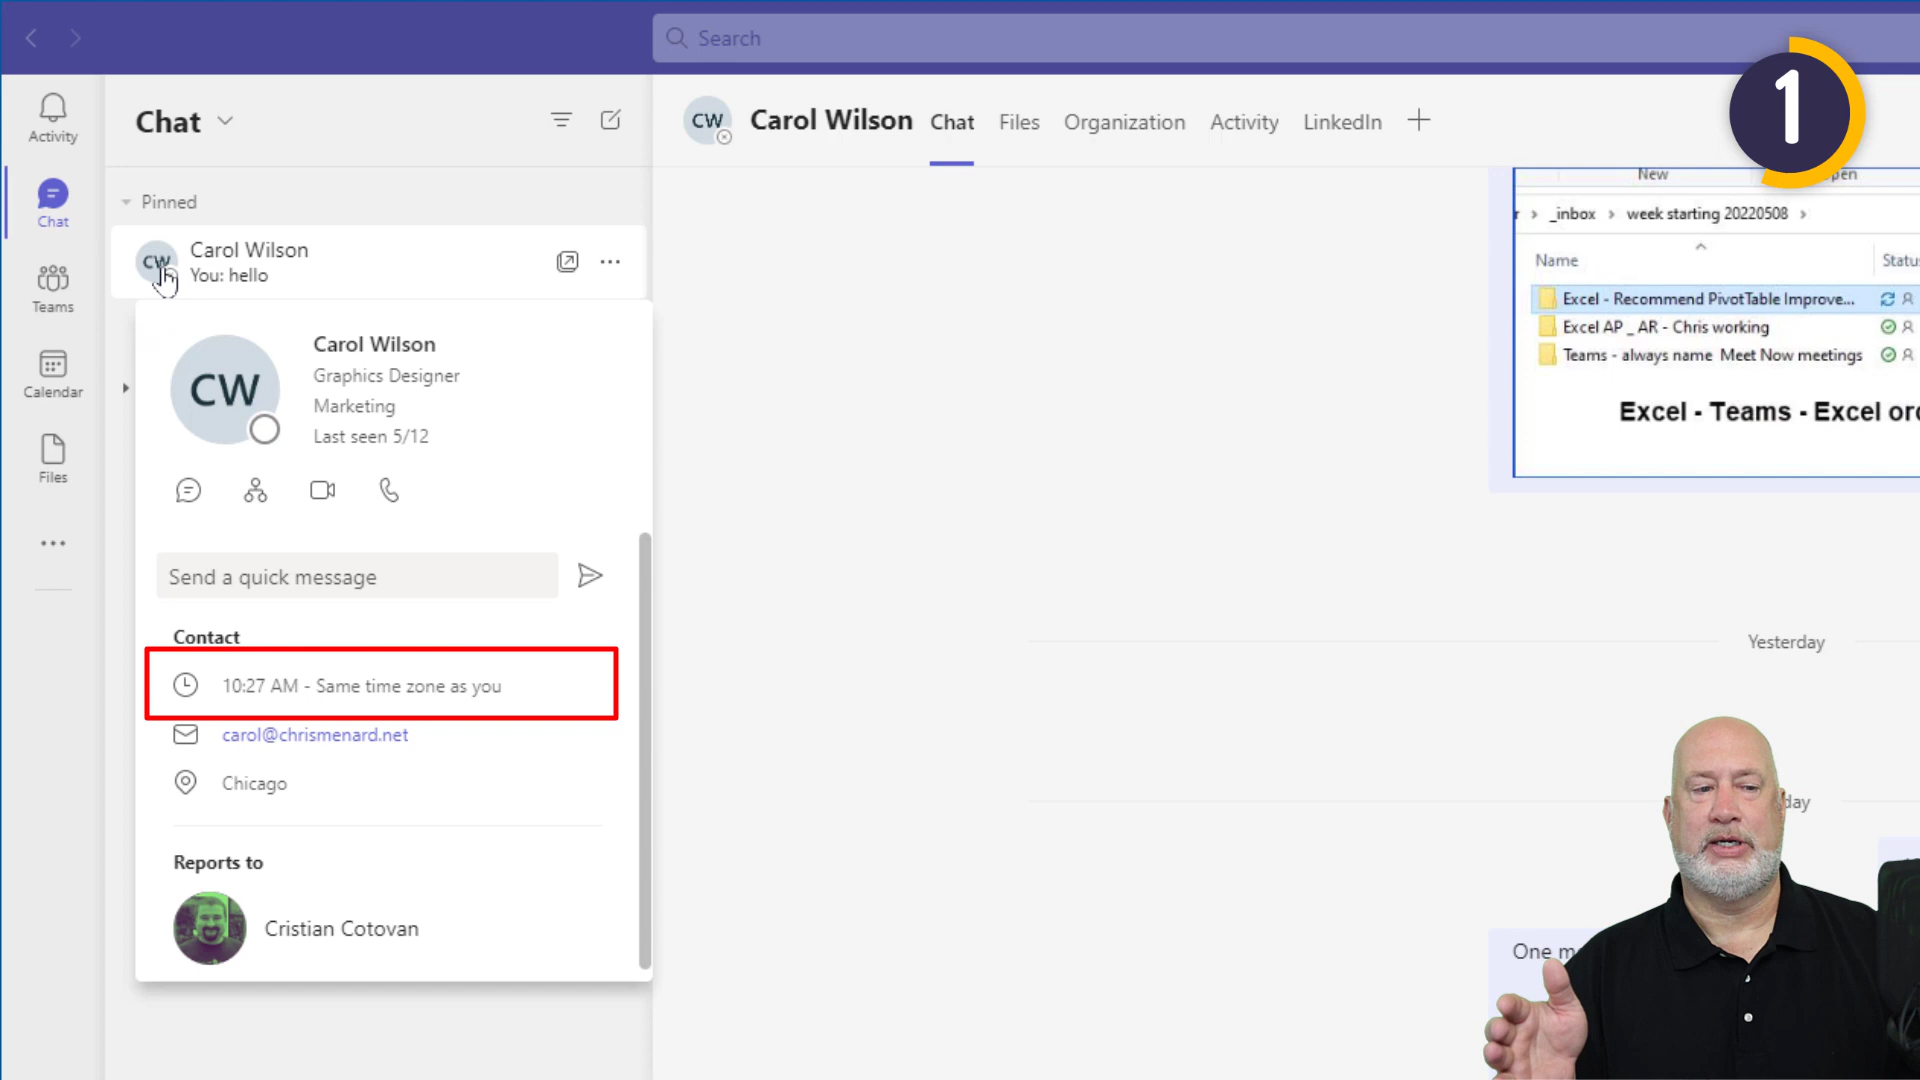 Search
1
Activity
Chat
Teams
Calendar
Files
Chat
Pinned
CW
Carol Wilson
You: hello
CW
Carol Wilson
Graphics Designer
Marketing
Last seen 5/12
Send a quick message
Contact
10:27 AM - Same time zone as you
carol@chrismenard.net
Chicago
Reports to
Cristian Cotovan
CW
Carol Wilson Chat Files Organization Activity LinkedIn
New
_inbox > week starting 20220508 >
Name
Excel - Recommend PivotTable Improve...
Excel AP _ AR - Chris working
Teams - always name Meet Now meetings
Excel - Teams - Excel
Yesterday
One